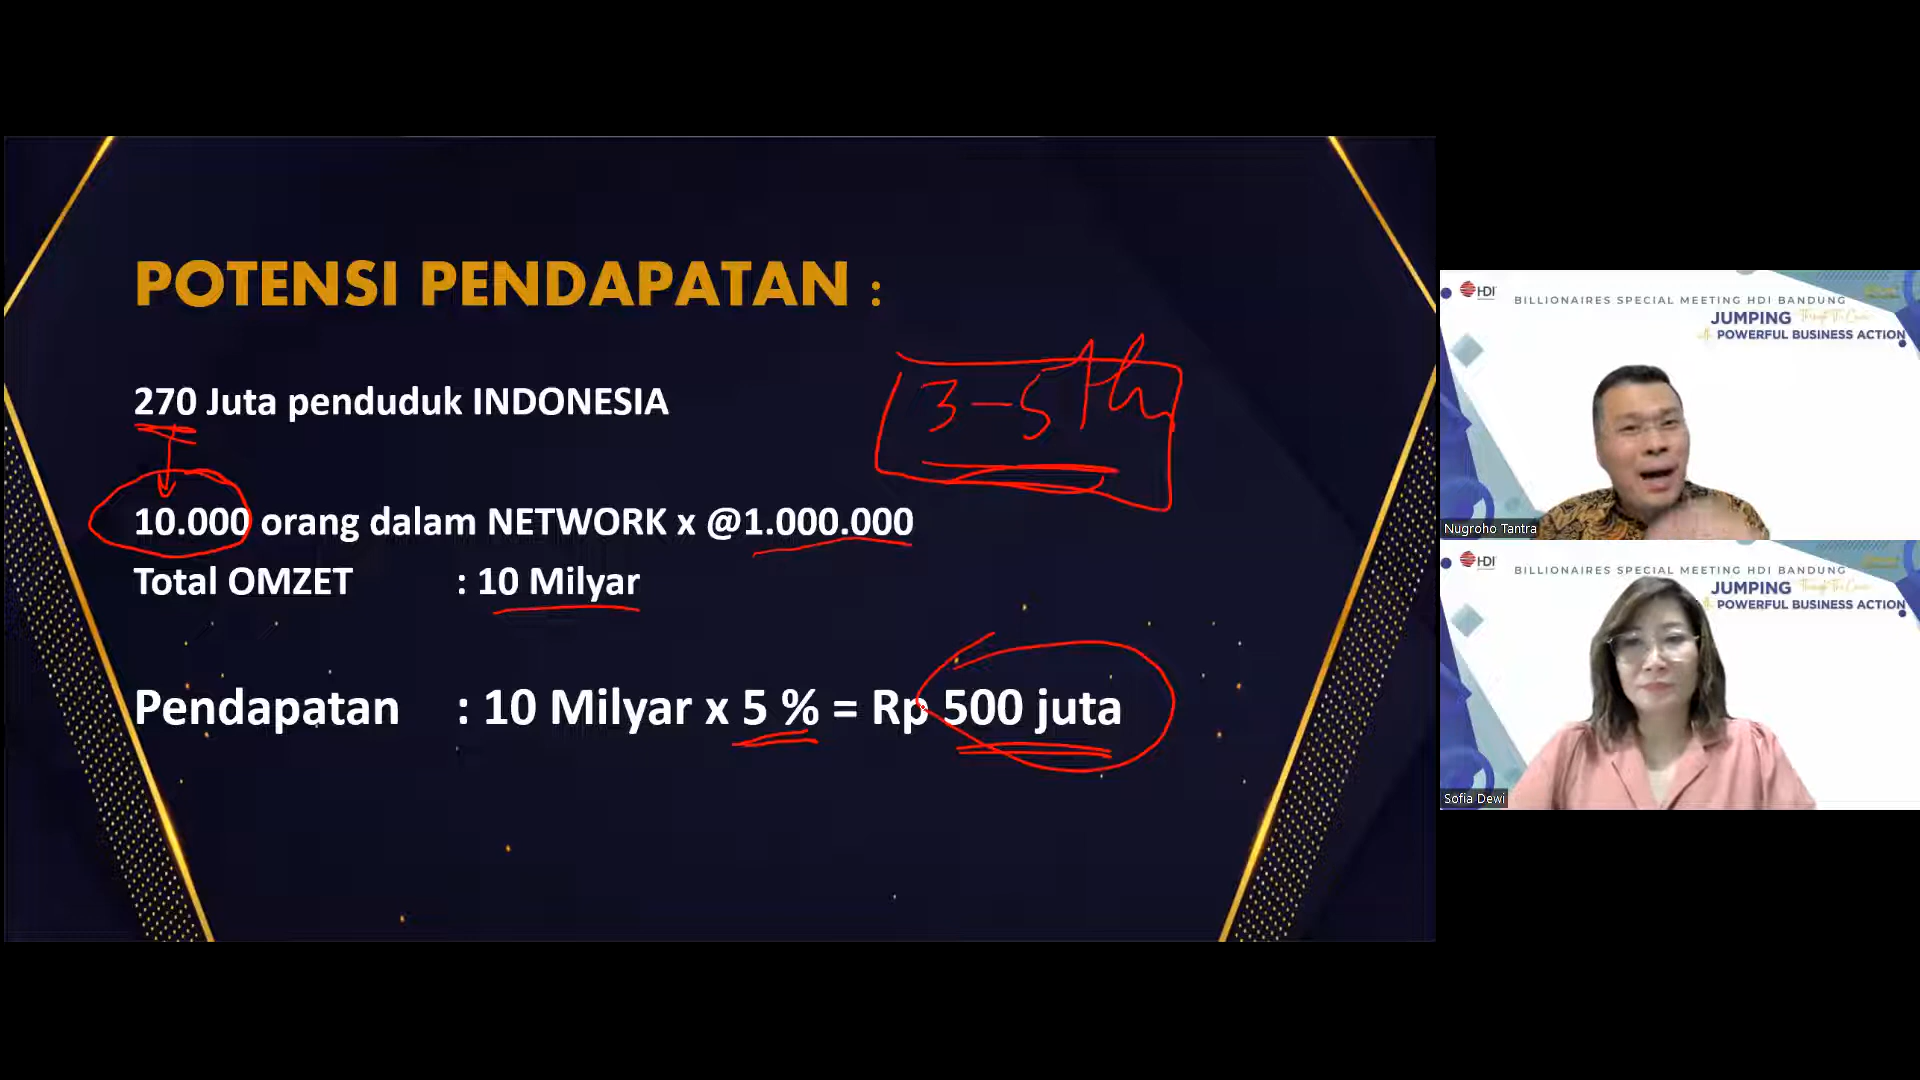 POTENSI PENDAPATAN :
270 Juta penduduk INDONESIA
3-5 th
10.000 orang dalam NETWORK x @1.000.000
Total OMZET : 10 Milyar
Pendapatan : 10 Milyar x 5 % = Rp 500 juta
HDI
BILLIONAIRES SPECIAL MEETING HDI BANDUNG
JUMPING
POWERFUL BUSINESS ACTION
Nugroho Tantra
HDI
BILLIONAIRES SPECIAL MEETING HDI BANDUNG
JUMPING
POWERFUL BUSINESS ACTION
Sofia Dewi